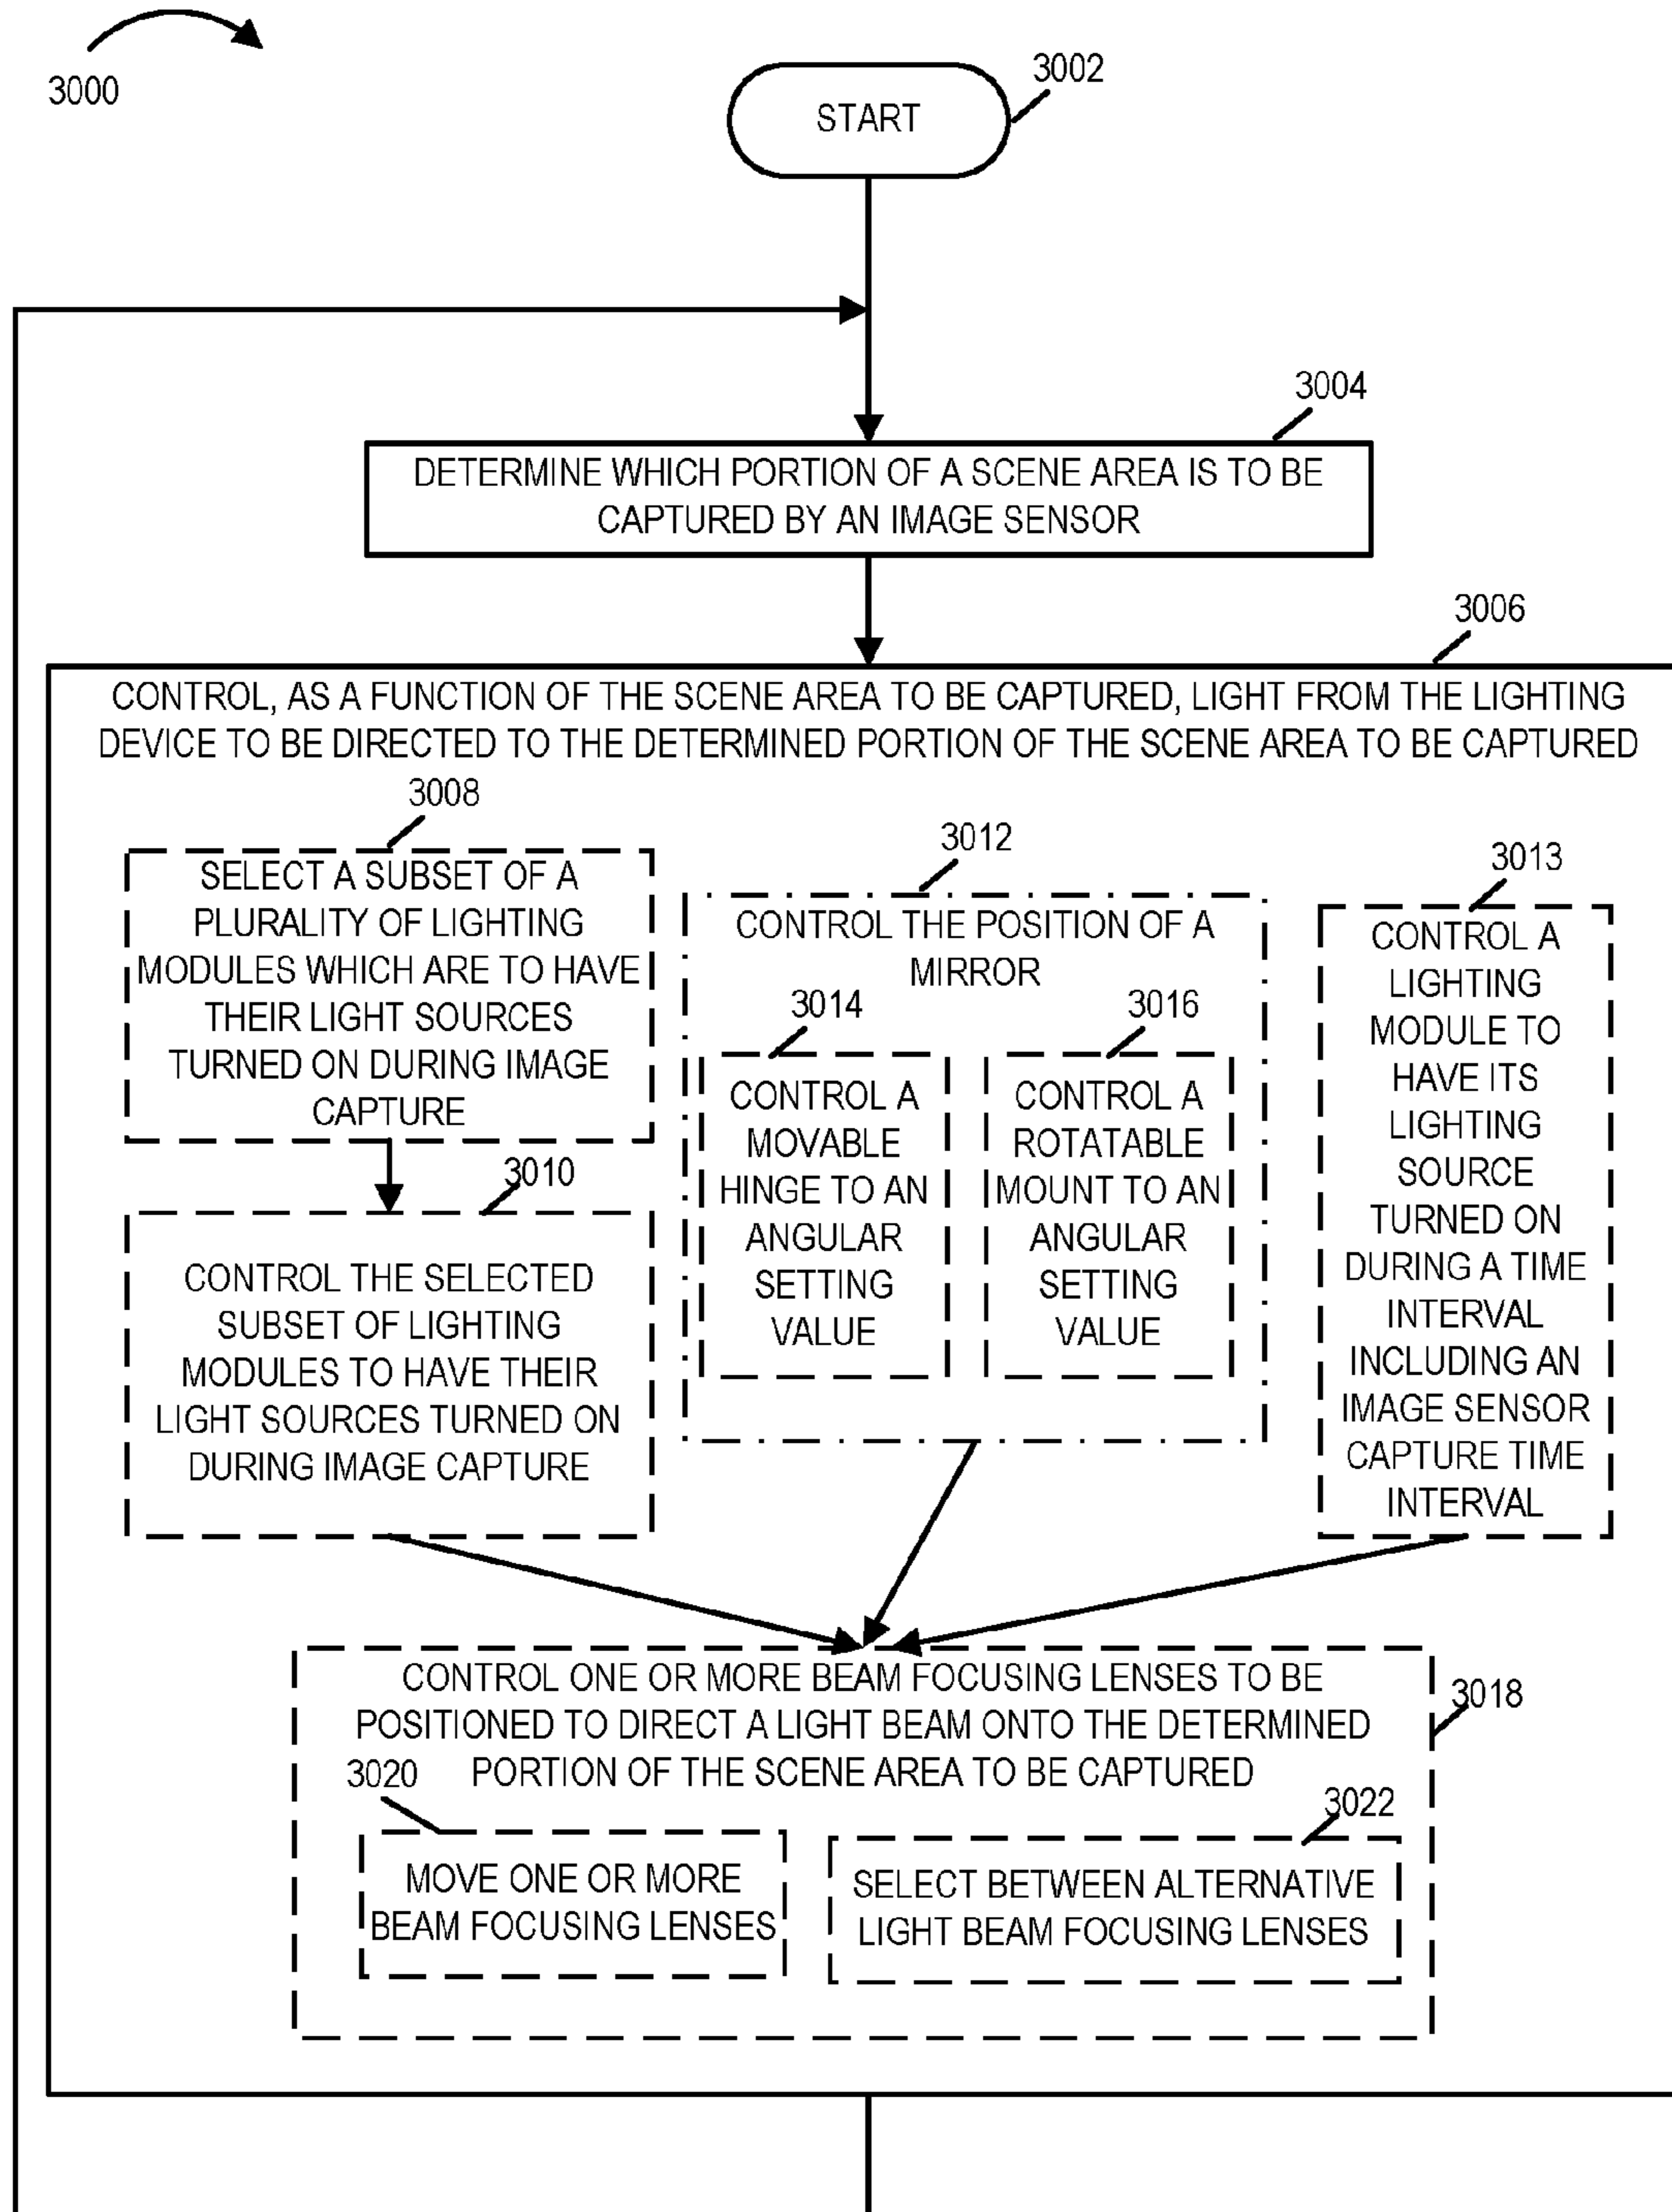 3000
3002
START
3004
DETERMINE WHICH PORTION OF A SCENE AREA IS TO BE
CAPTURED BY AN IMAGE SENSOR
3006
CONTROL, AS A FUNCTION OF THE SCENE AREA TO BE CAPTURED, LIGHT FROM THE LIGHTING
DEVICE TO BE DIRECTED TO THE DETERMINED PORTION OF THE SCENE AREA TO BE CAPTURED
3008
SELECT A SUBSET OF A
PLURALITY OF LIGHTING
MODULES WHICH ARE TO HAVE
THEIR LIGHT SOURCES
TURNED ON DURING IMAGE
CAPTURE
3010
CONTROL THE SELECTED
SUBSET OF LIGHTING
MODULES TO HAVE THEIR
LIGHT SOURCES TURNED ON
DURING IMAGE CAPTURE
3012
CONTROL THE POSITION OF A
MIRROR
3014
CONTROL A
MOVABLE
HINGE TO AN
ANGULAR
SETTING
VALUE
3016
CONTROL A
ROTATABLE
MOUNT TO AN
ANGULAR
SETTING
VALUE
3013
CONTROL A
LIGHTING
MODULE TO
HAVE ITS
LIGHTING
SOURCE
TURNED ON
DURING A TIME
INTERVAL
INCLUDING AN
IMAGE SENSOR
CAPTURE TIME
INTERVAL
3018
CONTROL ONE OR MORE BEAM FOCUSING LENSES TO BE
POSITIONED TO DIRECT A LIGHT BEAM ONTO THE DETERMINED
PORTION OF THE SCENE AREA TO BE CAPTURED
3020
MOVE ONE OR MORE
BEAM FOCUSING LENSES
3022
SELECT BETWEEN ALTERNATIVE
LIGHT BEAM FOCUSING LENSES